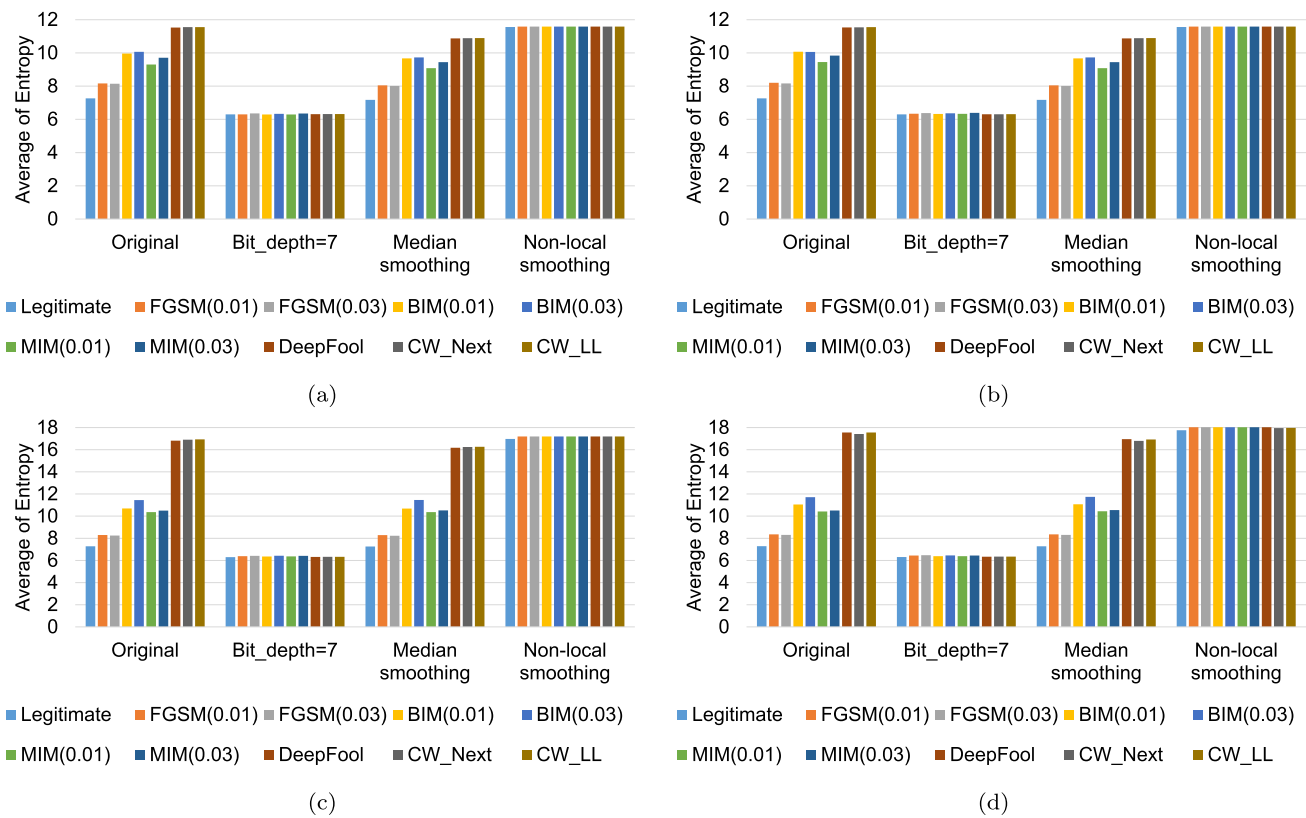 12
10
8
6
4
2
0
Average of Entropy
Original Bit_depth=7 Median smoothing Non-local smoothing
Legitimate FGSM(0.01) FGSM(0.03) BIM(0.01) BIM(0.03)
MIM(0.01) MIM(0.03) DeepFool CW_Next CW_LL
(a)
12
10
8
6
4
2
0
Average of Entropy
Original Bit_depth=7 Median smoothing Non-local smoothing
Legitimate FGSM(0.01) FGSM(0.03) BIM(0.01) BIM(0.03)
MIM(0.01) MIM(0.03) DeepFool CW_Next CW_LL
(b)
18
16
14
12
10
8
6
4
2
0
Average of Entropy
Original Bit_depth=7 Median smoothing Non-local smoothing
Legitimate FGSM(0.01) FGSM(0.03) BIM(0.01) BIM(0.03)
MIM(0.01) MIM(0.03) DeepFool CW_Next CW_LL
(c)
18
16
14
12
10
8
6
4
2
0
Average of Entropy
Original Bit_depth=7 Median smoothing Non-local smoothing
Legitimate FGSM(0.01) FGSM(0.03) BIM(0.01) BIM(0.03)
MIM(0.01) MIM(0.03) DeepFool CW_Next CW_LL
(d)